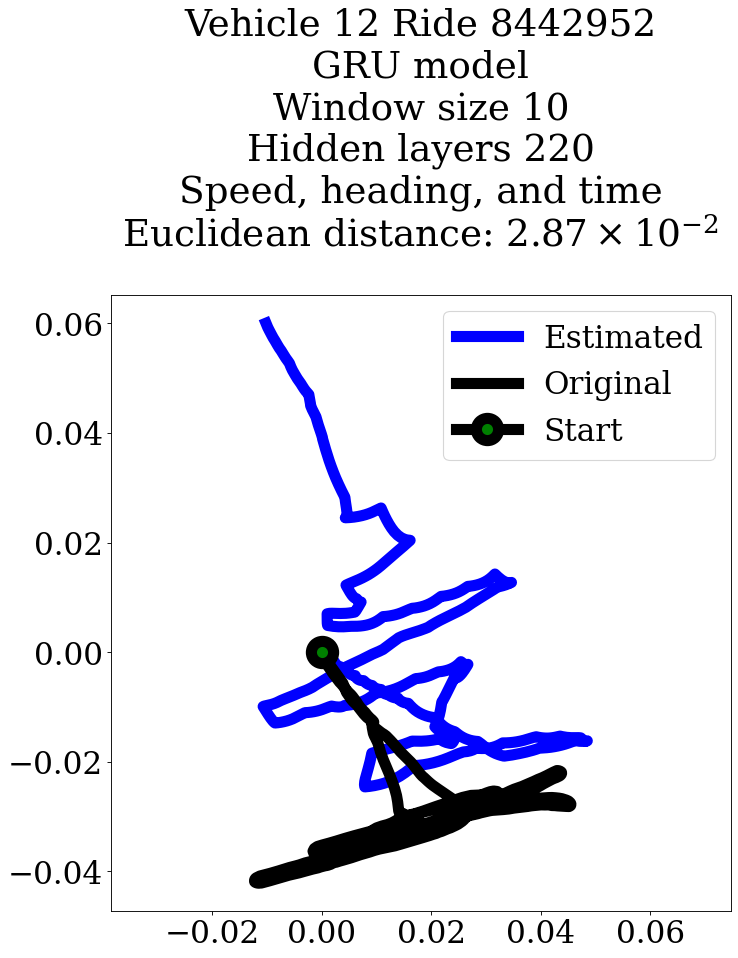 Vehicle 12 Ride 8442952
GRU model
Window size 10
Hidden layers 220
Speed, heading, and time
Euclidean distance: 2.87 × 10⁻²
Estimated
Original
Start
0.06
0.04
0.02
0.00
−0.02
−0.04
−0.02 0.00 0.02 0.04 0.06